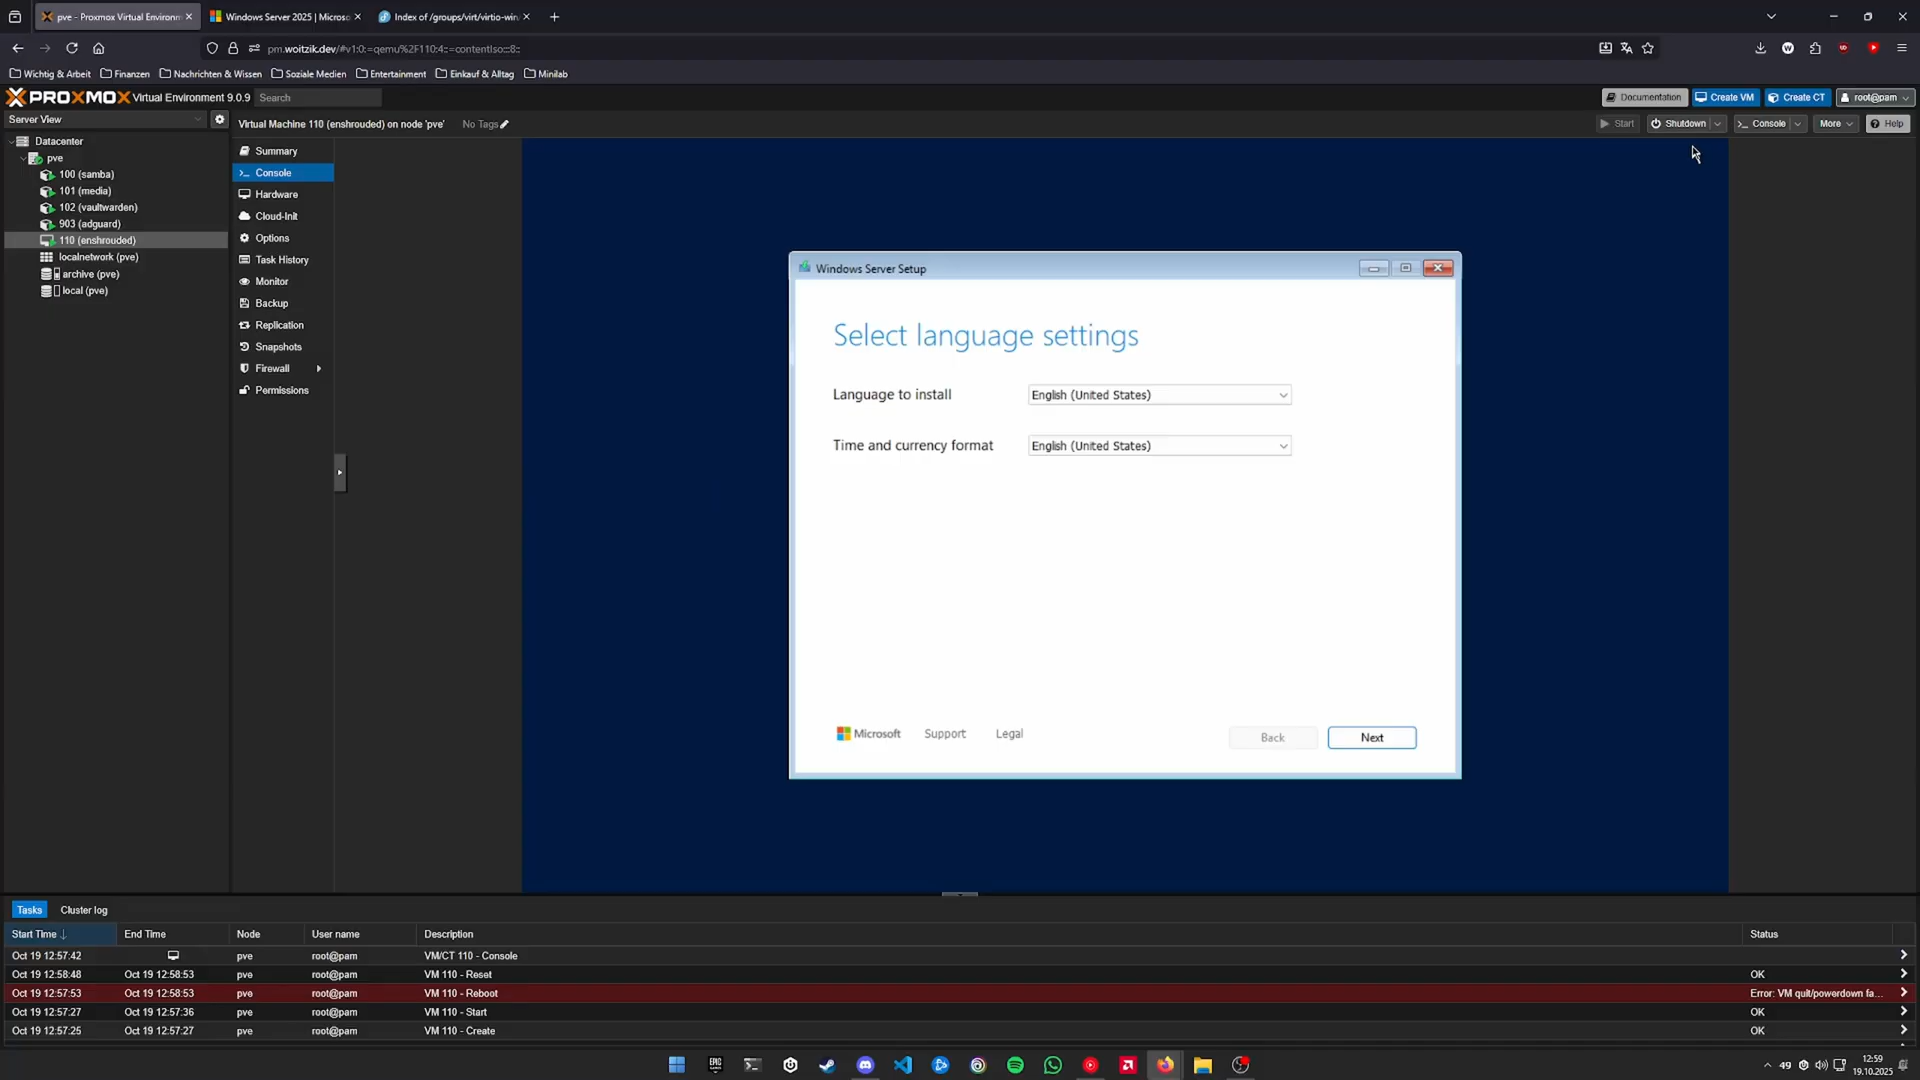 pve - Proxmox Virtual Environm
Windows Server 2025 | Microso
Index of /groups/virt/virtio-win
pm.woitzik.dev/#v1:0:=qemu%2F110:4::=contentIso:::8::
Wichtig & Arbeit
Finanzen
Nachrichten & Wissen
Soziale Medien
Entertainment
Einkauf & Alltag
Minilab
PROXMOX Virtual Environment 9.0.9
Search
Documentation
Create VM
Create CT
root@pam
Server View
Virtual Machine 110 (enshrouded) on node 'pve'
No Tags
Start
Shutdown
Console
More
Help
Datacenter
pve
100 (samba)
101 (media)
102 (vaultwarden)
903 (adguard)
110 (enshrouded)
localnetwork (pve)
archive (pve)
local (pve)
Summary
Console
Hardware
Cloud-Init
Options
Task History
Monitor
Backup
Replication
Snapshots
Firewall
Permissions
Windows Server Setup
Select language settings
Language to install
English (United States)
Time and currency format
English (United States)
Microsoft
Support
Legal
Back
Next
Tasks
Cluster log
Start Time
End Time
Node
User name
Description
Status
Oct 19 12:57:42 pve root@pam VM/CT 110 - Console
Oct 19 12:58:48 Oct 19 12:58:53 pve root@pam VM 110 - Reset OK
Oct 19 12:57:53 Oct 19 12:58:53 pve root@pam VM 110 - Reboot Error: VM quit/powerdown fa...
Oct 19 12:57:27 Oct 19 12:57:36 pve root@pam VM 110 - Start OK
Oct 19 12:57:25 Oct 19 12:57:27 pve root@pam VM 110 - Create OK
EPIC
49
12:59
19.10.2025